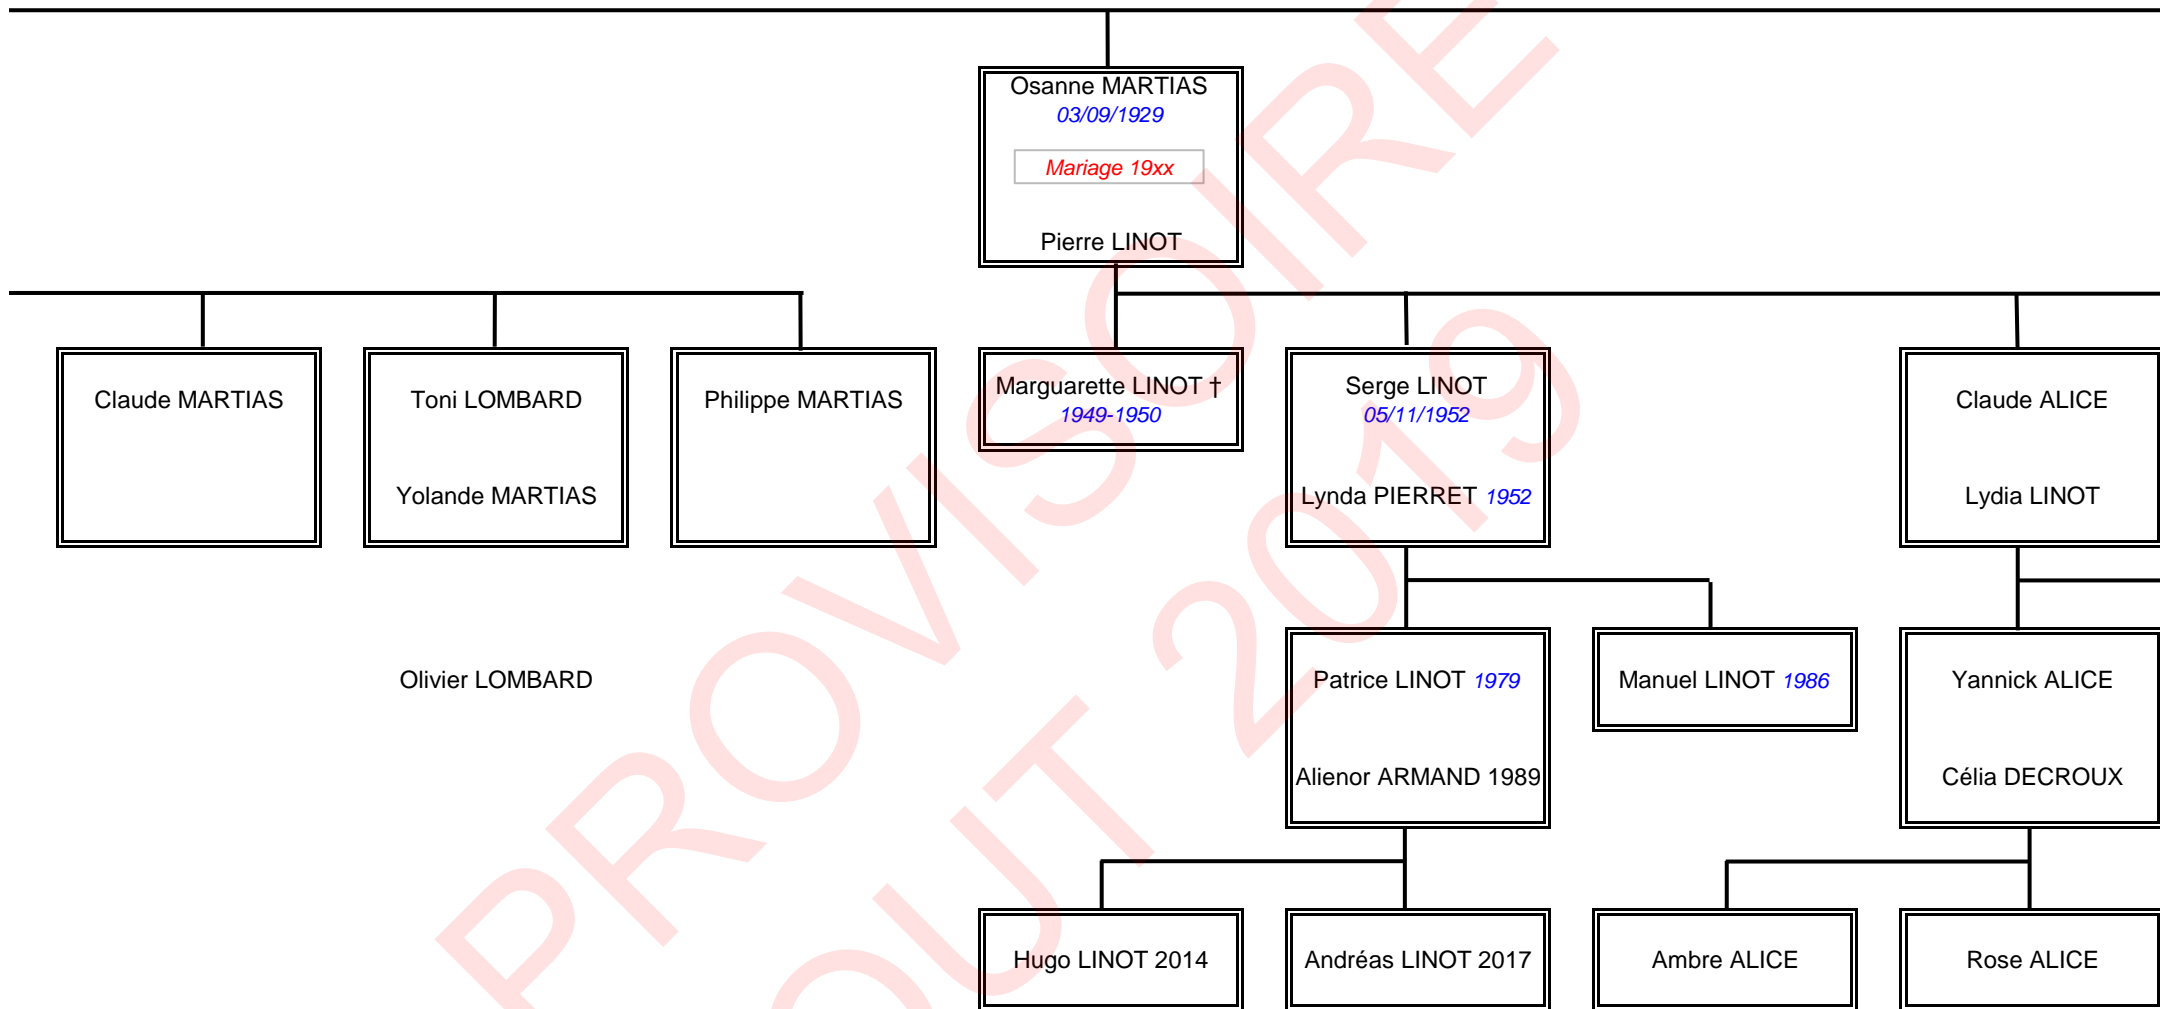 Osanne MARTIAS
03/09/1929
Mariage 19xx
Pierre LINOT
Claude MARTIAS
Toni LOMBARD
Yolande MARTIAS
Philippe MARTIAS
Marguarette LINOT †
1949-1950
Serge LINOT
05/11/1952
Lynda PIERRET 1952
Claude ALICE
Lydia LINOT
Olivier LOMBARD
Patrice LINOT 1979
Alienor ARMAND 1989
Manuel LINOT 1986
Yannick ALICE
Célia DECROUX
Hugo LINOT 2014
Andréas LINOT 2017
Ambre ALICE
Rose ALICE
PROVISOIRE
OUT 2019